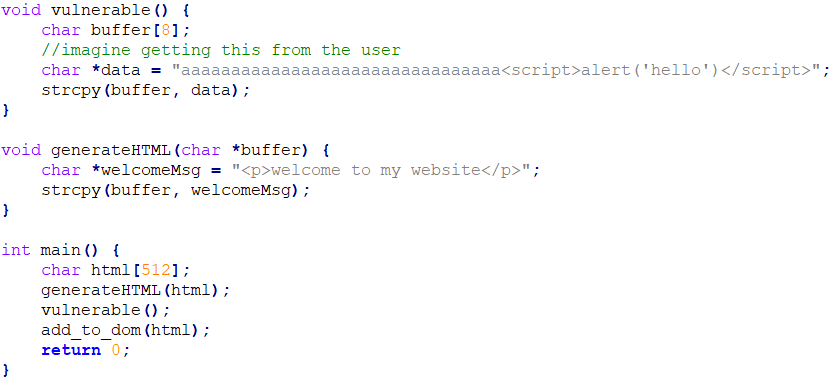 void vulnerable() {
    char buffer[8];
    //imagine getting this from the user
    char *data = "aaaaaaaaaaaaaaaaaaaaaaaaaaaaaaaa<script>alert('hello')</script>";
    strcpy(buffer, data);
}

void generateHTML(char *buffer) {
    char *welcomeMsg = "<p>welcome to my website</p>";
    strcpy(buffer, welcomeMsg);
}

int main() {
    char html[512];
    generateHTML(html);
    vulnerable();
    add_to_dom(html);
    return 0;
}